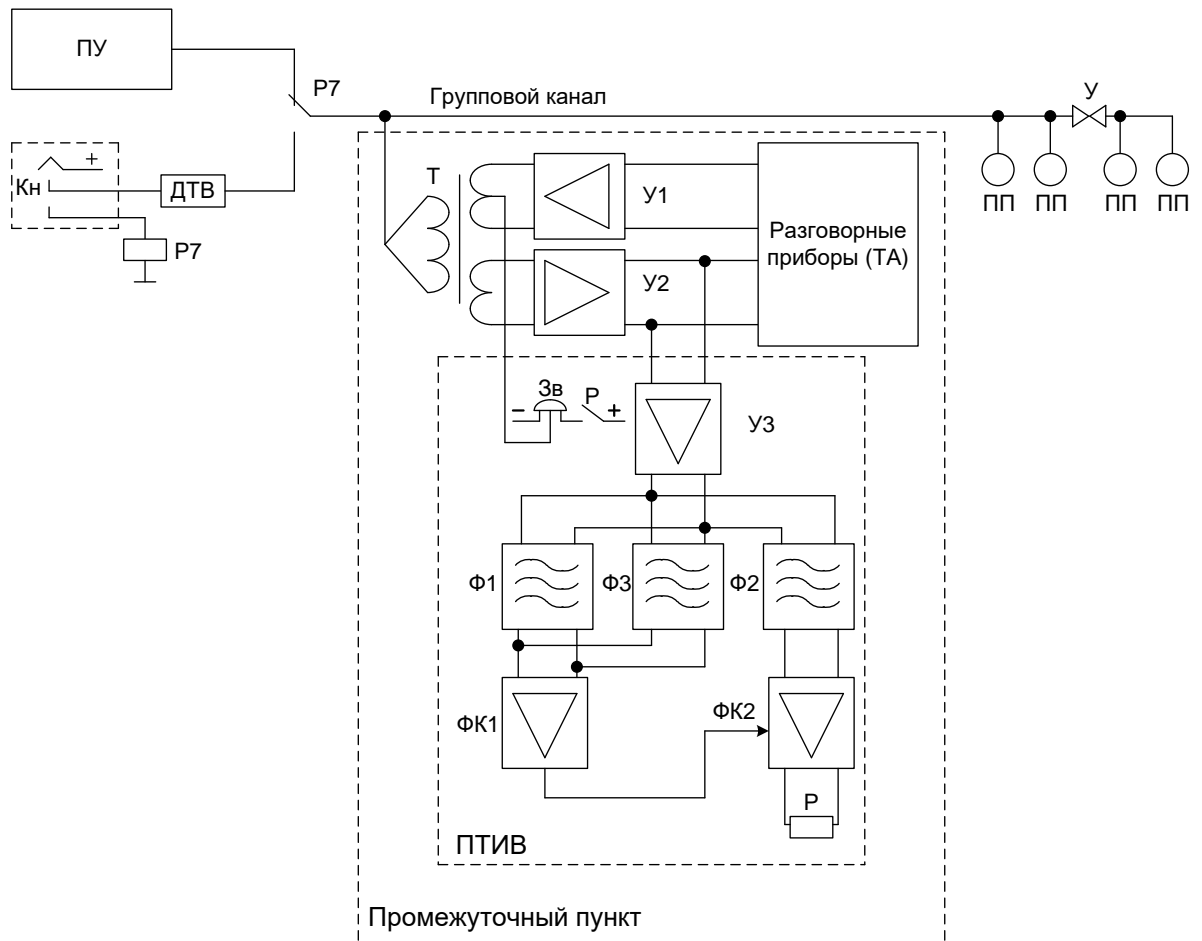 ПУ
Р7
Групповой канал
У
Кн
+
ДТВ
Р7
Т
У1
Разговорные
приборы (ТА)
ПП
ПП
ПП
ПП
У2
Зв
Р
–
+
У3
Ф1
Ф3
Ф2
ФК1
ФК2
Р
ПТИВ
Промежуточный пункт